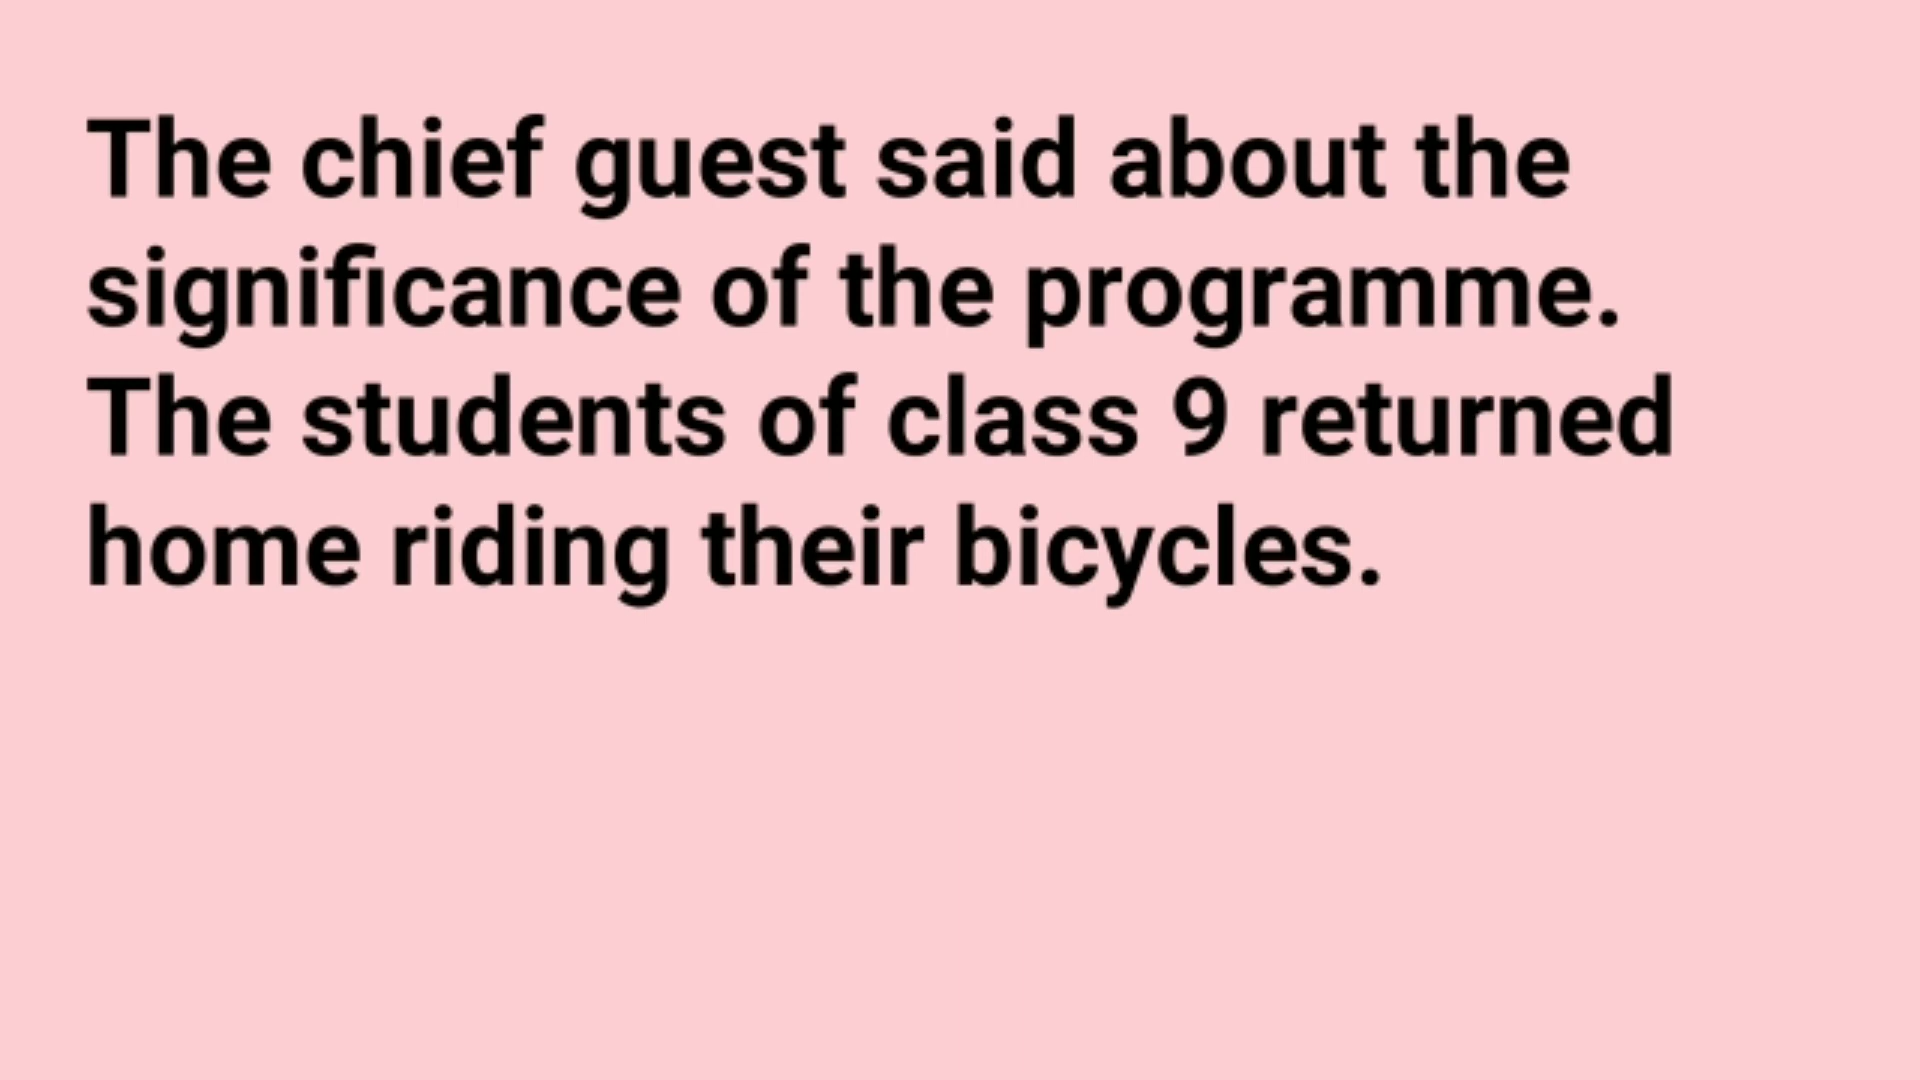 The chief guest said about the
significance of the programme.
The students of class 9 returned
home riding their bicycles.